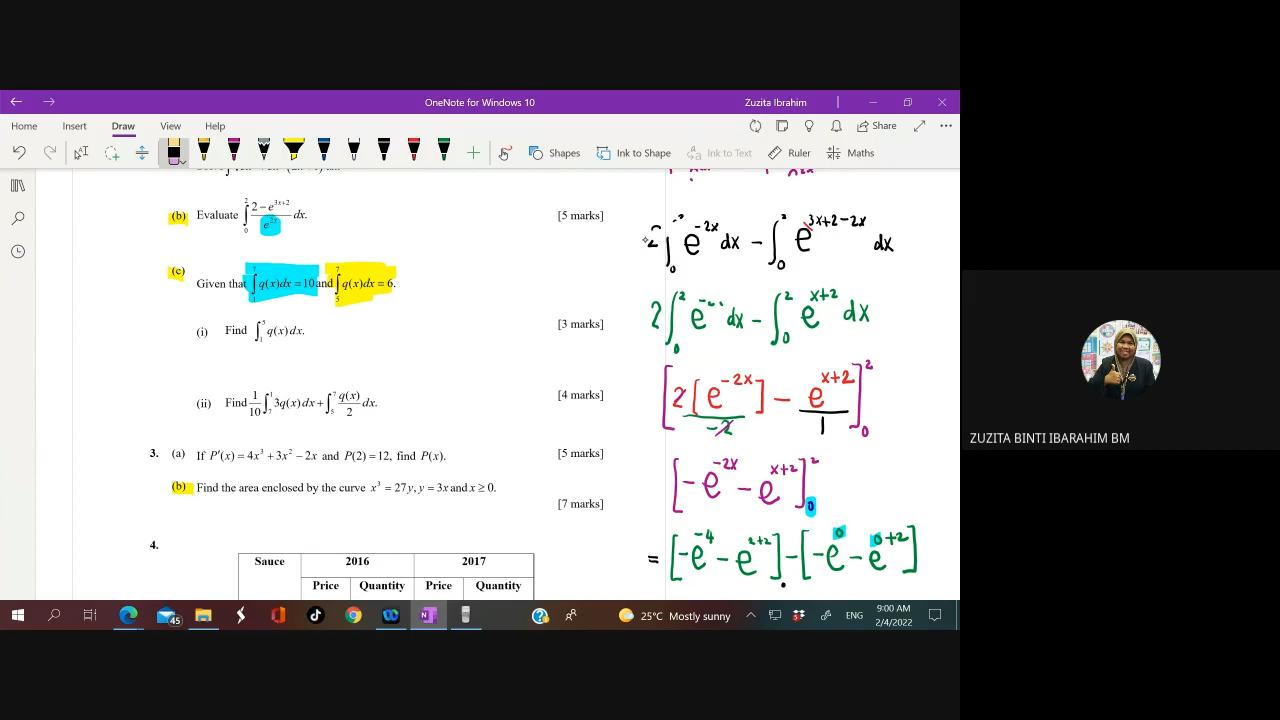 OneNote for Windows 10
Zuzita Ibrahim
Home Insert Draw View Help
Share
Shapes Ink to Shape Ink to Text Ruler Maths
(b) Evaluate ∫₀² (2 − e^(3x+2))/e^(2x) dx. [5 marks]
(c) Given that ∫₁⁷ q(x)dx = 10 and ∫₅⁷ q(x)dx = 6.
(i) Find ∫₁⁵ q(x) dx. [3 marks]
(ii) Find 1/10 ∫₇¹ 3q(x) dx + ∫₅⁷ q(x)/2 dx. [4 marks]
3. (a) If P′(x) = 4x³ + 3x² − 2x and P(2) = 12, find P(x). [5 marks]
(b) Find the area enclosed by the curve x³ = 27y, y = 3x and x ≥ 0.
[7 marks]
4.
Sauce 2016 2017
Price Quantity Price Quantity
2 ∫₀² e^(−2x) dx − ∫₀² e^(3x+2−2x) dx
2 ∫₀² dx − ∫₀² e^(x+2) dx
[2[e^(−2x)]/−2 − e^(x+2)/1]₀²
[−e^(−2x) − e^(x+2)]₀²
= [−e^(−4) − e^(2+2)] − [−e^0 − e^(0+2)]
ZUZITA BINTI IBARAHIM BM
45
25°C Mostly sunny
ENG
9:00 AM
2/4/2022